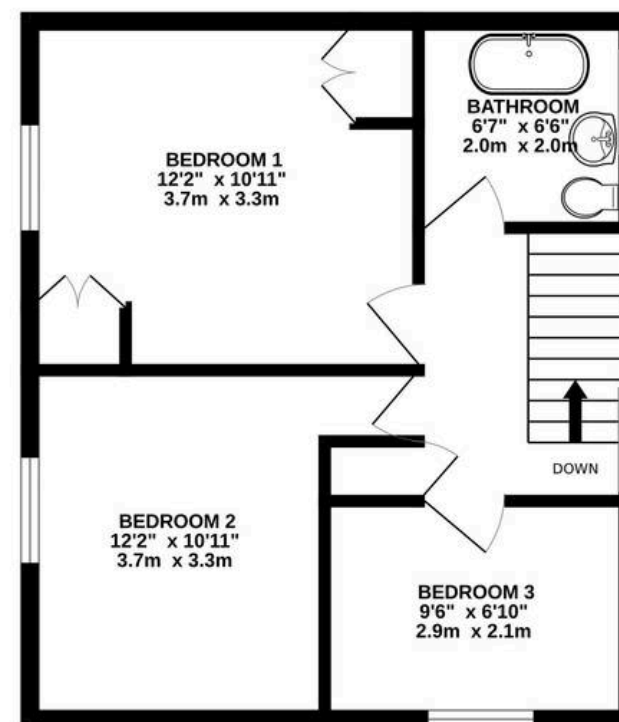 BATHROOM
6'7" x 6'6"
2.0m x 2.0m
BEDROOM 1
12'2" x 10'11"
3.7m x 3.3m
DOWN
BEDROOM 2
12'2" x 10'11"
3.7m x 3.3m
BEDROOM 3
9'6" x 6'10"
2.9m x 2.1m